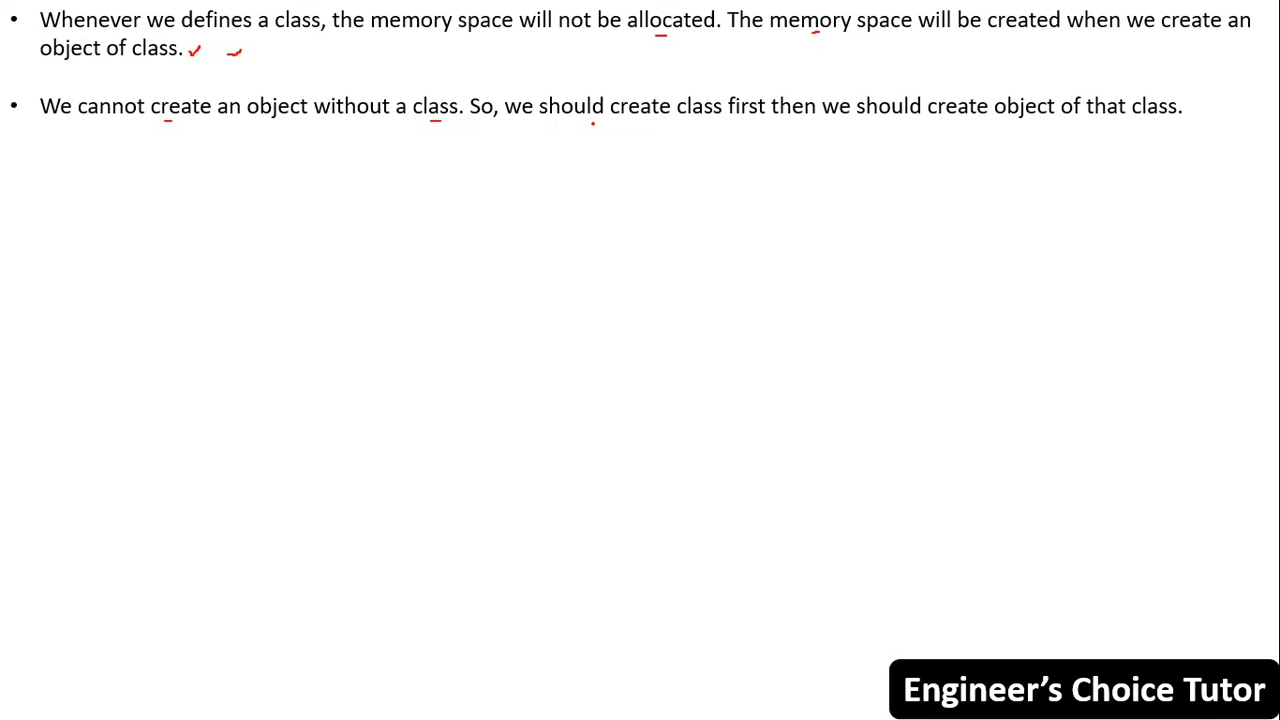 • Whenever we defines a class, the memory space will not be allocated. The memory space will be created when we create an
object of class.
• We cannot create an object without a class. So, we should create class first then we should create object of that class.
Engineer’s Choice Tutor